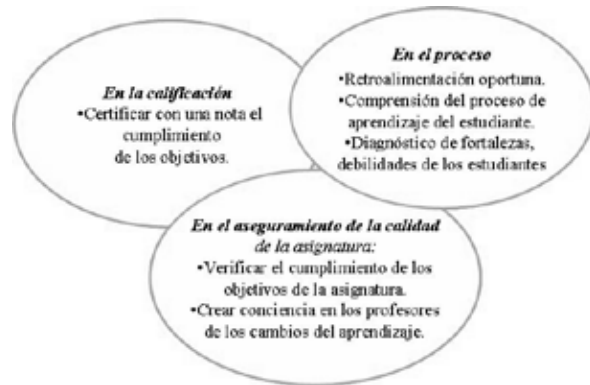 En la calificación
•Certificar con una nota el
cumplimiento
de los objetivos.
En el proceso
•Retroalimentación oportuna.
•Comprensión del proceso de
aprendizaje del estudiante.
•Diagnóstico de fortalezas,
debilidades de los estudiantes
En el aseguramiento de la calidad
de la asignatura:
•Verificar el cumplimiento de los
objetivos de la asignatura.
•Crear conciencia en los profesores
de los cambios del aprendizaje.